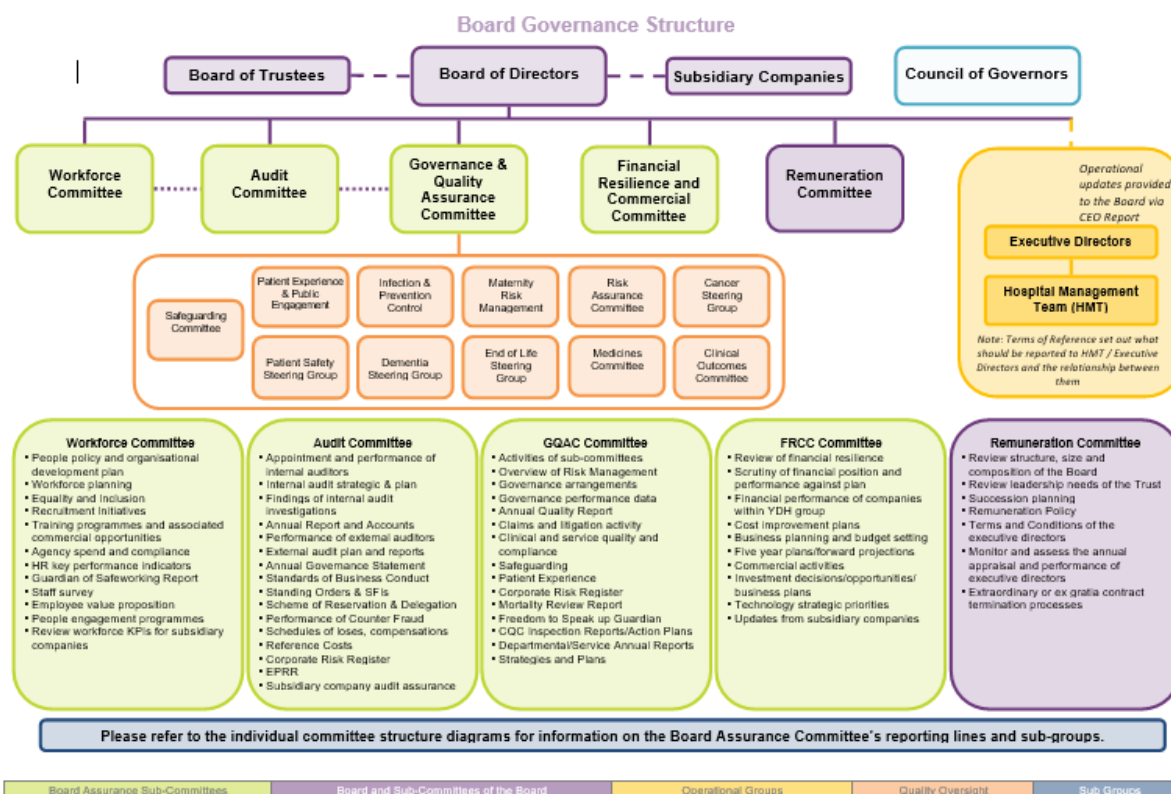 Board Governance Structure
Board of Trustees
Board of Directors
Subsidiary Companies
Council of Governors
Workforce
Committee
Audit
Committee
Governance &
Quality
Assurance
Committee
Financial
Resilience and
Commercial
Committee
Remuneration
Committee
Operational
updates provided
to the Board via
CEO Report
Executive Directors
Hospital Management
Team (HMT)
Note: Terms of Reference set out what
should be reported to HMT / Executive
Directors and the relationship between
them
Safeguarding
Committee
Patient Experience
& Public
Engagement
Infection &
Prevention
Control
Maternity
Risk
Management
Risk
Assurance
Committee
Cancer
Steering
Group
Patient Safety
Steering Group
Dementia
Steering Group
End of Life
Steering
Group
Medicines
Committee
Clinical
Outcomes
Committee
Workforce Committee
▪ People policy and organisational
development plan
▪ Workforce planning
▪ Equality and Inclusion
▪ Recruitment Initiatives
▪ Training programmes and associated
commercial opportunities
▪ Agency spend and compliance
▪ HR key performance indicators
▪ Guardian of Safeworking Report
▪ Staff survey
▪ Employee value proposition
▪ People engagement programmes
▪ Review workforce KPIs for subsidiary
companies
Audit Committee
▪ Appointment and performance of
internal auditors
▪ Internal audit strategic & plan
▪ Findings of internal audit
investigations
▪ Annual Report and Accounts
▪ Performance of external auditors
▪ External audit plan and reports
▪ Annual Governance Statement
▪ Standards of Business Conduct
▪ Standing Orders & SFIs
▪ Scheme of Reservation & Delegation
▪ Performance of Counter Fraud
▪ Schedules of loses, compensations
▪ Reference Costs
▪ Corporate Risk Register
▪ EPRR
▪ Subsidiary company audit assurance
GQAC Committee
▪ Activities of sub-committees
▪ Overview of Risk Management
▪ Governance arrangements
▪ Governance performance data
▪ Annual Quality Report
▪ Claims and litigation activity
▪ Clinical and service quality and
compliance
▪ Safeguarding
▪ Patient Experience
▪ Corporate Risk Register
▪ Mortality Review Report
▪ Freedom to Speak up Guardian
▪ CQC Inspection Reports/Action Plans
▪ Departmental/Service Annual Reports
▪ Strategies and Plans
FRCC Committee
▪ Review of financial resilience
▪ Scrutiny of financial position and
performance against plan
▪ Financial performance of companies
within YDH group
▪ Cost improvement plans
▪ Business planning and budget setting
▪ Five year plans/forward projections
▪ Commercial activities
▪ Investment decisions/opportunities/
business plans
▪ Technology strategic priorities
▪ Updates from subsidiary companies
Remuneration Committee
▪ Review structure, size and
composition of the Board
▪ Review leadership needs of the Trust
▪ Succession planning
▪ Remuneration Policy
▪ Terms and Conditions of the
executive directors
▪ Monitor and assess the annual
appraisal and performance of
executive directors
▪ Extraordinary or ex gratia contract
termination processes
Please refer to the individual committee structure diagrams for information on the Board Assurance Committee's reporting lines and sub-groups.
Board Assurance Sub-Committees
Board and Sub-Committees of the Board
Operational Groups
Quality Oversight
Sub Groups